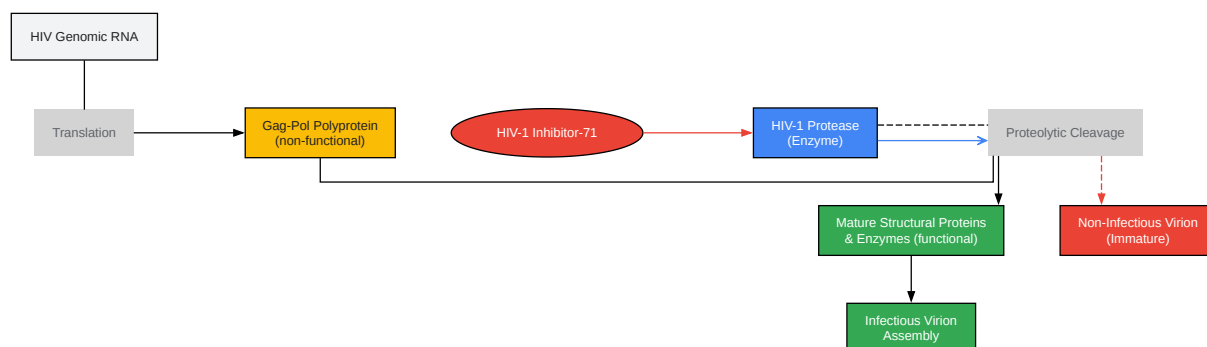 HIV Genomic RNA
Translation
Gag-Pol Polyprotein
(non-functional)
HIV-1 Inhibitor-71
HIV-1 Protease
(Enzyme)
Proteolytic Cleavage
Mature Structural Proteins
& Enzymes (functional)
Non-Infectious Virion
(Immature)
Infectious Virion
Assembly